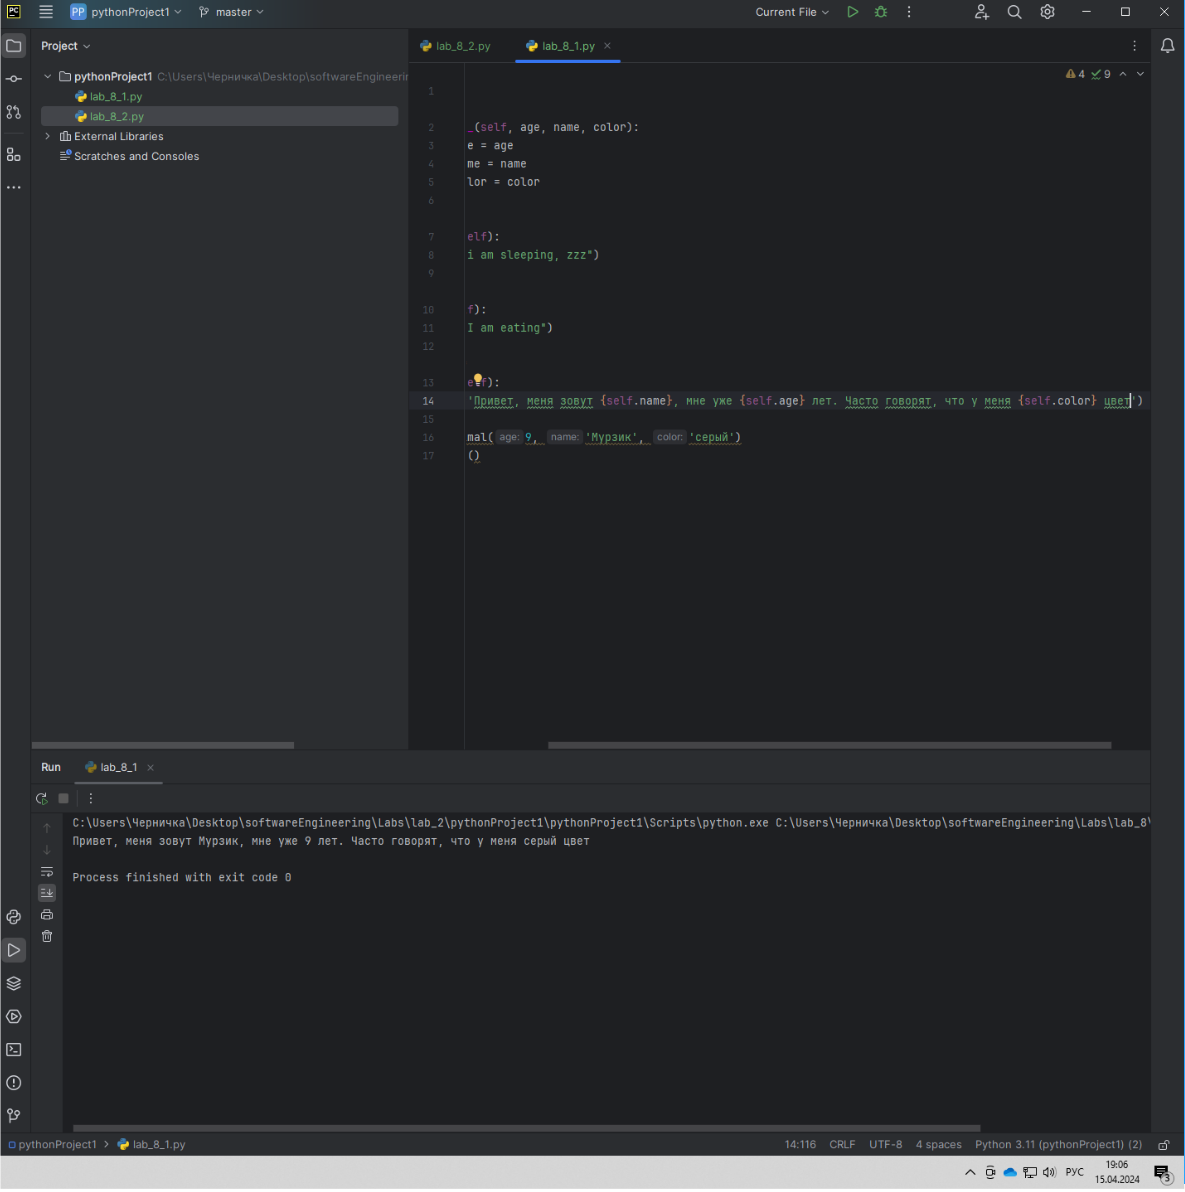 PC PP pythonProject1 master Current File
Project lab_8_2.py lab_8_1.py
pythonProject1 C:\Users\Черничка\Desktop\softwareEngineerin
lab_8_1.py
lab_8_2.py
External Libraries
Scratches and Consoles
4 9
1
2 _(self, age, name, color):
3 e = age
4 me = name
5 lor = color
6
7 elf):
8 i am sleeping, zzz")
9
10 f):
11 I am eating")
12
13 elf):
14 'Привет, меня зовут {self.name}, мне уже {self.age} лет. Часто говорят, что у меня {self.color} цвет')
15
16 mal( age: 9, name: 'Мурзик', color: 'серый')
17 ()
Run lab_8_1
C:\Users\Черничка\Desktop\softwareEngineering\Labs\lab_2\pythonProject1\pythonProject1\Scripts\python.exe C:\Users\Черничка\Desktop\softwareEngineering\Labs\lab_8\
Привет, меня зовут Мурзик, мне уже 9 лет. Часто говорят, что у меня серый цвет
Process finished with exit code 0
pythonProject1 > lab_8_1.py 14:116 CRLF UTF-8 4 spaces Python 3.11 (pythonProject1) (2)
РУС 19:06
15.04.2024 3